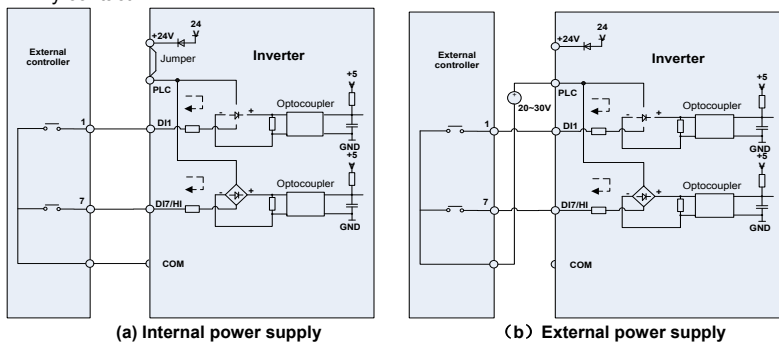 24
+24V
External
controller
Jumper
Inverter
+5
PLC
1
DI1
Optocoupler
GND
+5
7
DI7/HI
Optocoupler
GND
COM
(a) Internal power supply
24
+24V
External
controller
Inverter
+5
PLC
20~30V
1
DI1
Optocoupler
GND
+5
7
DI7/HI
Optocoupler
GND
COM
（b）External power supply